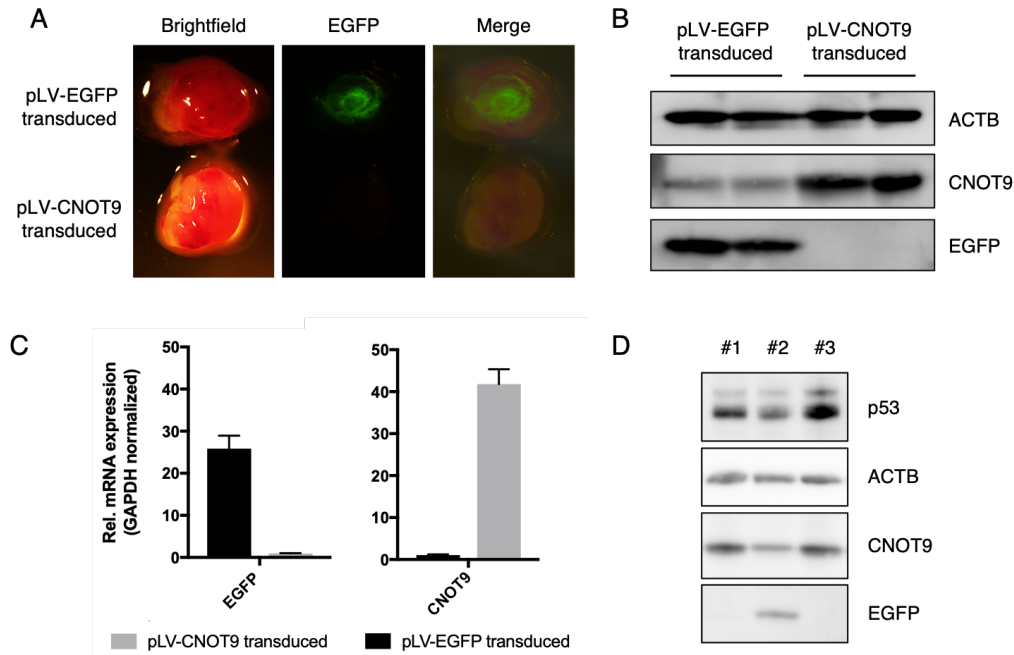 A
Brightfield
EGFP
Merge
pLV-EGFP
transduced
pLV-CNOT9
transduced
B
pLV-EGFP
transduced
pLV-CNOT9
transduced
ACTB
CNOT9
EGFP
C
Rel. mRNA expression
(GAPDH normalized)
50
40
30
20
10
0
EGFP
50
40
30
20
10
0
CNOT9
pLV-CNOT9 transduced
pLV-EGFP transduced
D
#1 #2 #3
p53
ACTB
CNOT9
EGFP